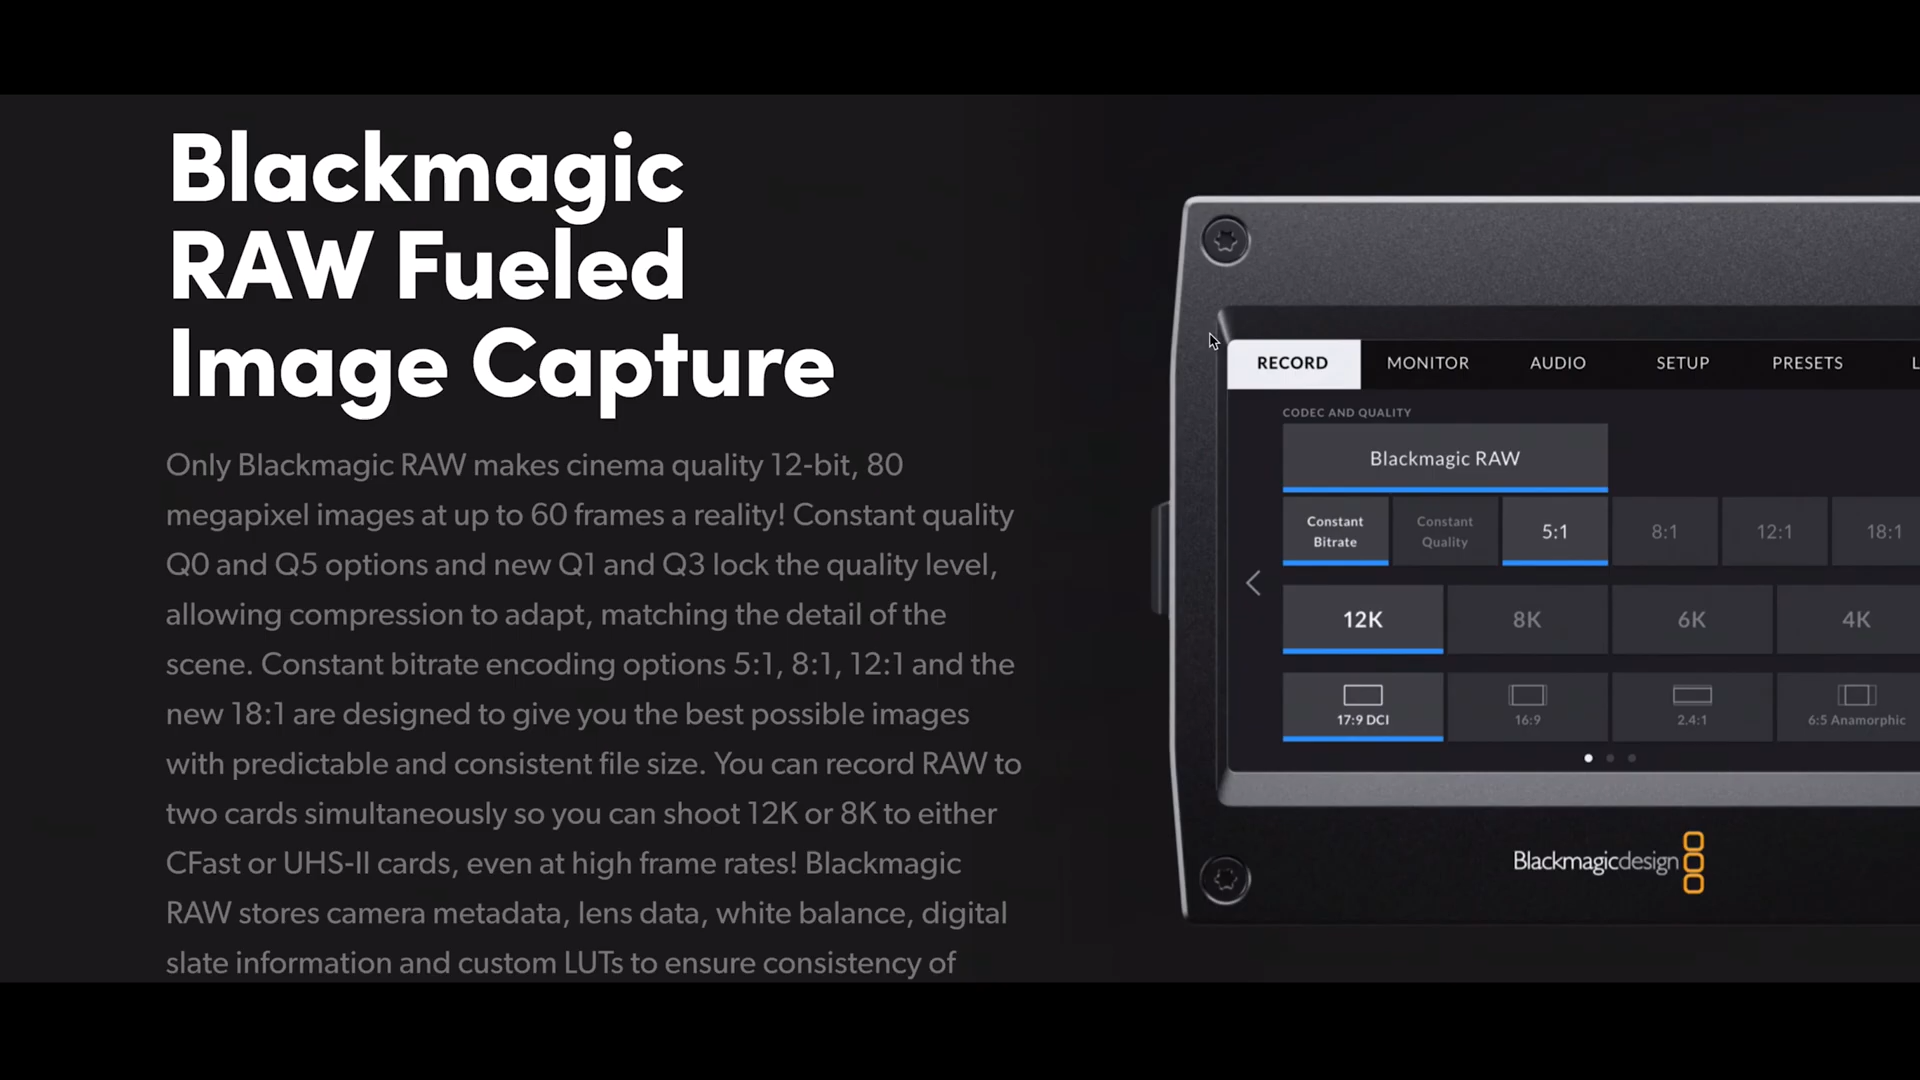 Blackmagic
RAW Fueled
Image Capture
Only Blackmagic RAW makes cinema quality 12-bit, 80
megapixel images at up to 60 frames a reality! Constant quality
Q0 and Q5 options and new Q1 and Q3 lock the quality level,
allowing compression to adapt, matching the detail of the
scene. Constant bitrate encoding options 5:1, 8:1, 12:1 and the
new 18:1 are designed to give you the best possible images
with predictable and consistent file size. You can record RAW to
two cards simultaneously so you can shoot 12K or 8K to either
CFast or UHS-II cards, even at high frame rates! Blackmagic
RAW stores camera metadata, lens data, white balance, digital
slate information and custom LUTs to ensure consistency of
RECORD MONITOR AUDIO SETUP PRESETS
CODEC AND QUALITY
Blackmagic RAW
Constant Bitrate Constant Quality 5:1 8:1 12:1 18:1
12K 8K 6K 4K
17:9 DCI 16:9 2.4:1 6:5 Anamorphic
Blackmagicdesign